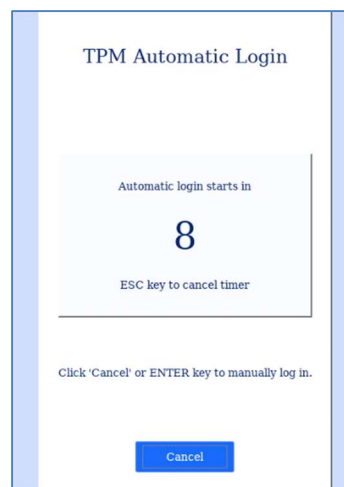 TPM Automatic Login
Automatic login starts in
8
ESC key to cancel timer
Click 'Cancel' or ENTER key to manually log in.
Cancel